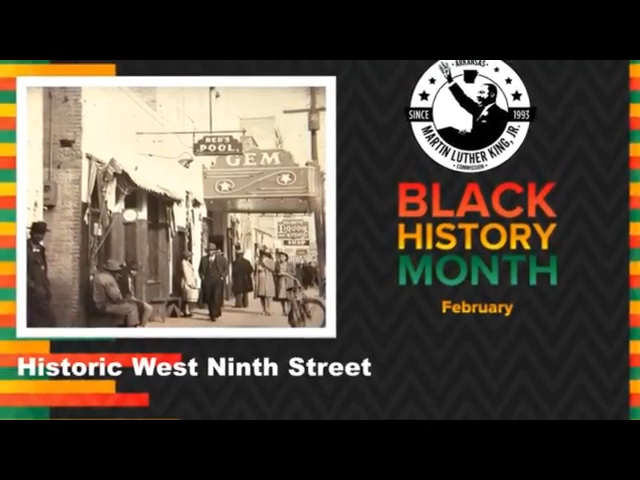 RED'S
POOL.
GEM
LIQUOR
SHOP
ARKANSAS
SINCE 1993
MARTIN LUTHER KING, JR.
COMMISSION
BLACK
HISTORY
MONTH
February
Historic West Ninth Street